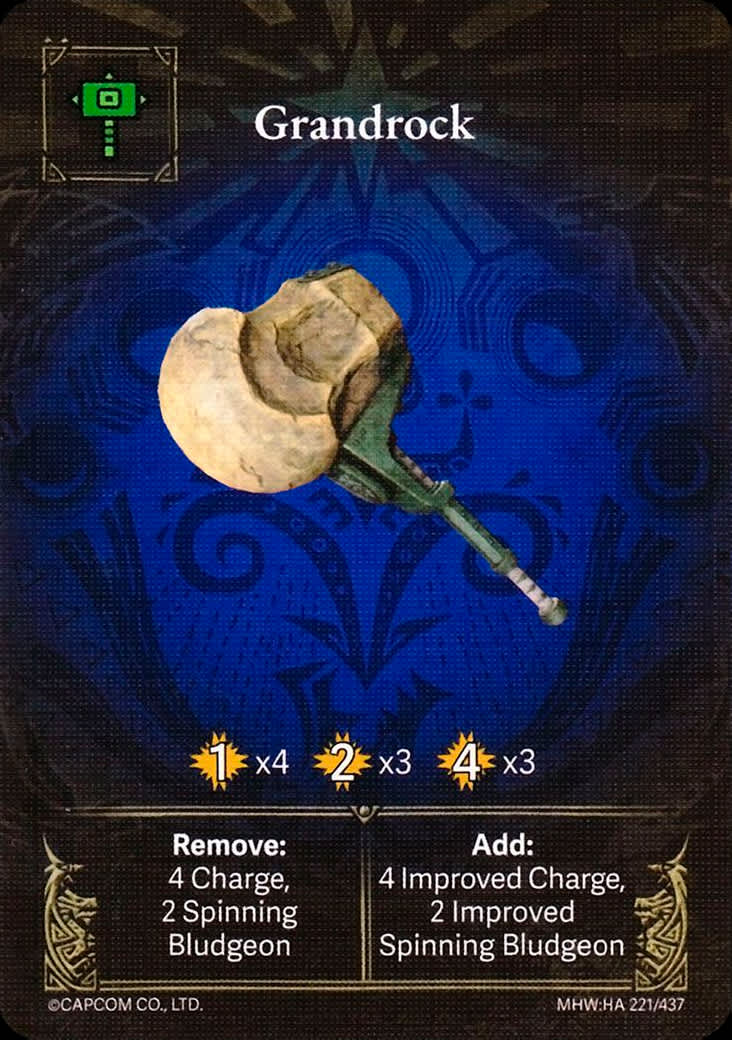 Grandrock
1 x4 2 x3 4 x3
Remove:
4 Charge,
2 Spinning
Bludgeon
Add:
4 Improved Charge,
2 Improved
Spinning Bludgeon
©CAPCOM CO., LTD.
MHW:HA 221/437